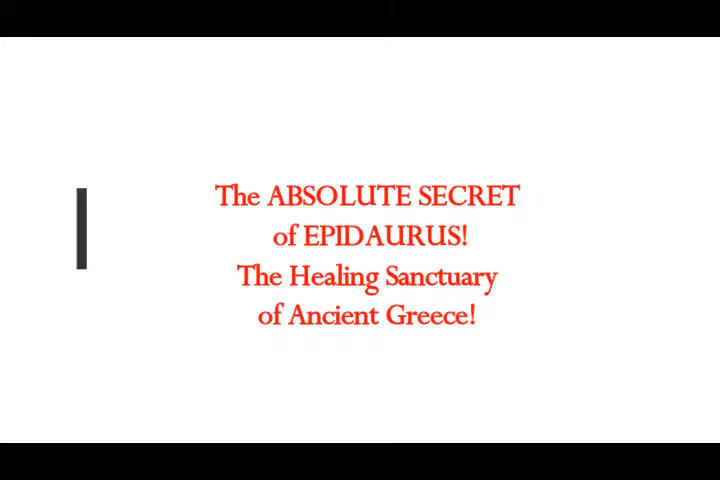 The ABSOLUTE SECRET
of EPIDAURUS!
The Healing Sanctuary
of Ancient Greece!